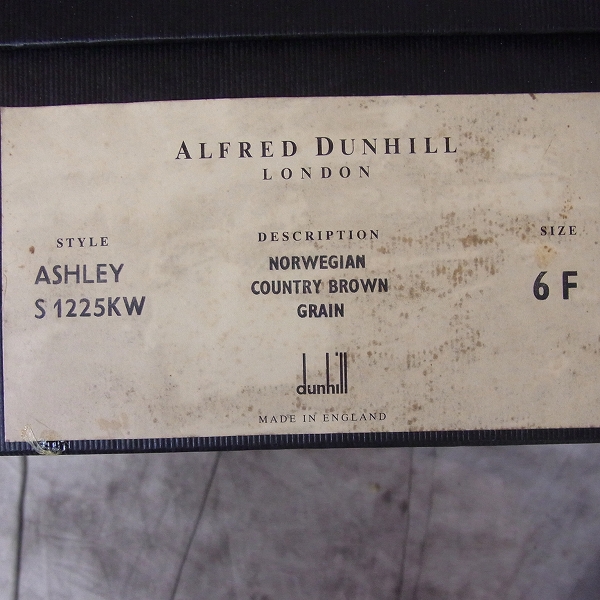 ALFRED DUNHILL
LONDON
STYLE
ASHLEY
S 1225KW
DESCRIPTION
NORWEGIAN
COUNTRY BROWN
GRAIN
SIZE
6 F
dunhill
MADE IN ENGLAND